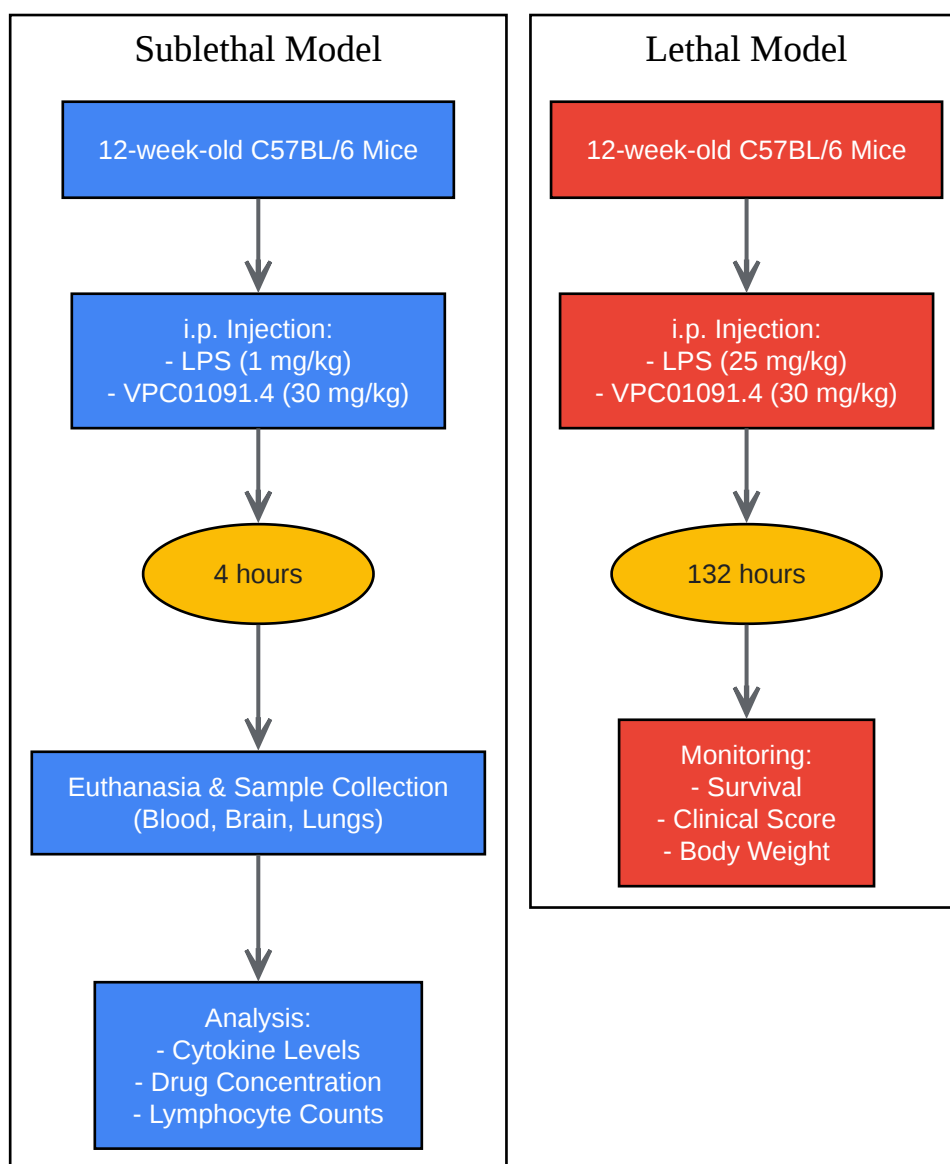 Sublethal Model
12-week-old C57BL/6 Mice
i.p. Injection:
- LPS (1 mg/kg)
- VPC01091.4 (30 mg/kg)
4 hours
Euthanasia & Sample Collection
(Blood, Brain, Lungs)
Analysis:
- Cytokine Levels
- Drug Concentration
- Lymphocyte Counts
Lethal Model
12-week-old C57BL/6 Mice
i.p. Injection:
- LPS (25 mg/kg)
- VPC01091.4 (30 mg/kg)
132 hours
Monitoring:
- Survival
- Clinical Score
- Body Weight